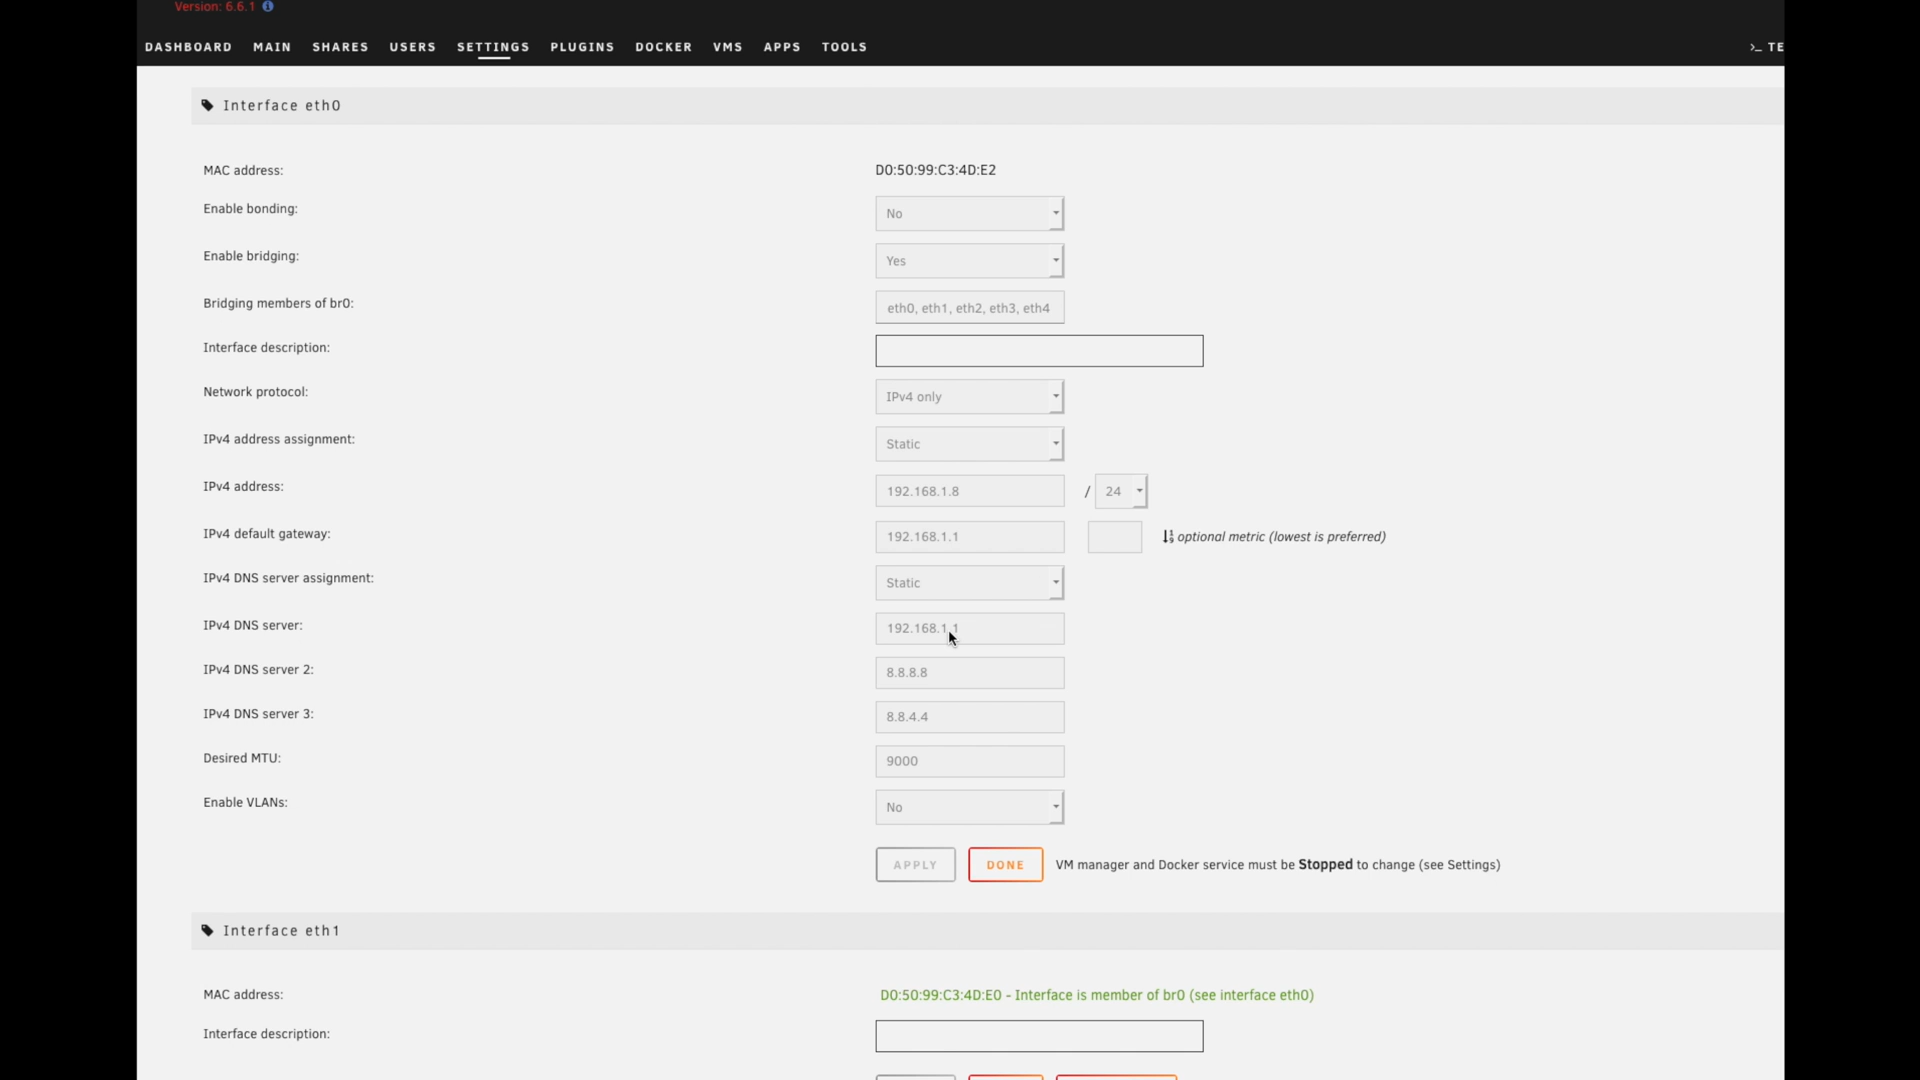 Version: 6.6.1
DASHBOARD MAIN SHARES USERS SETTINGS PLUGINS DOCKER VMS APPS TOOLS >_ TE
Interface eth0
MAC address: D0:50:99:C3:4D:E2
Enable bonding: No
Enable bridging: Yes
Bridging members of br0: eth0, eth1, eth2, eth3, eth4
Interface description:
Network protocol: IPv4 only
IPv4 address assignment: Static
IPv4 address: 192.168.1.8 / 24
IPv4 default gateway: 192.168.1.1 optional metric (lowest is preferred)
IPv4 DNS server assignment: Static
IPv4 DNS server: 192.168.1.1
IPv4 DNS server 2: 8.8.8.8
IPv4 DNS server 3: 8.8.4.4
Desired MTU: 9000
Enable VLANs: No
APPLY DONE VM manager and Docker service must be Stopped to change (see Settings)
Interface eth1
MAC address: D0:50:99:C3:4D:E0 - Interface is member of br0 (see interface eth0)
Interface description: